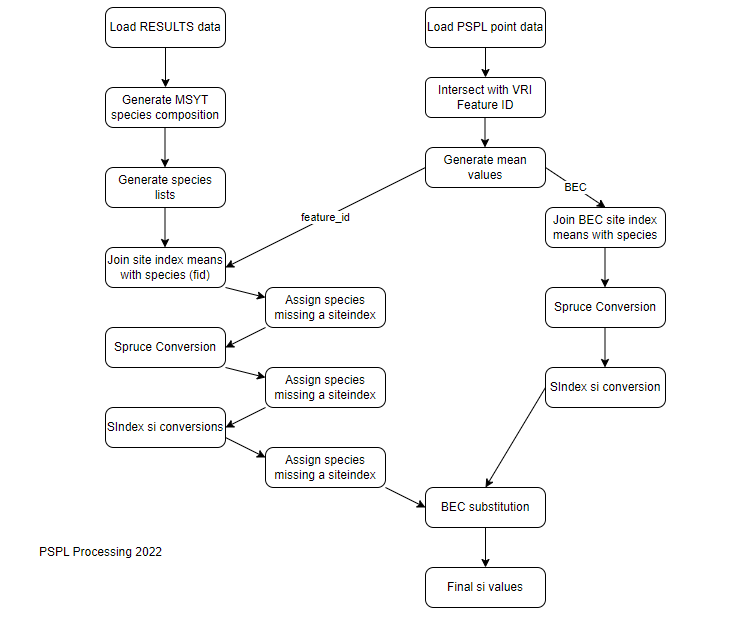 Load RESULTS data
Load PSPL point data
Generate MSYT
species composition
Intersect with VRI
Feature ID
Generate species
lists
Generate mean
values
BEC
feature_id
Join BEC site index
means with species
Join site index means
with species (fid)
Assign species
missing a siteindex
Spruce Conversion
Spruce Conversion
Assign species
missing a siteindex
SIndex si conversion
SIndex si conversions
Assign species
missing a siteindex
BEC substitution
PSPL Processing 2022
Final si values